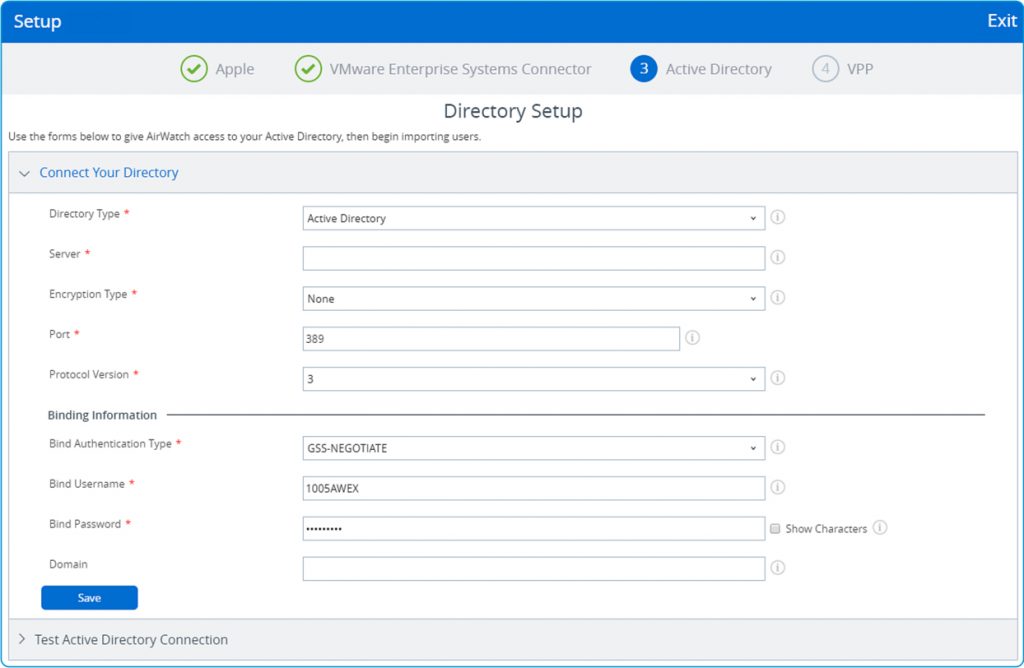 Setup
Exit
Apple
VMware Enterprise Systems Connector
3
Active Directory
4
VPP
Directory Setup
Use the forms below to give AirWatch access to your Active Directory, then begin importing users.
Connect Your Directory
Directory Type *
Active Directory
Server *
Encryption Type *
None
Port *
389
Protocol Version *
3
Binding Information
Bind Authentication Type *
GSS-NEGOTIATE
Bind Username *
1005AWEX
Bind Password *
•••••••••
Show Characters
Domain
Save
Test Active Directory Connection